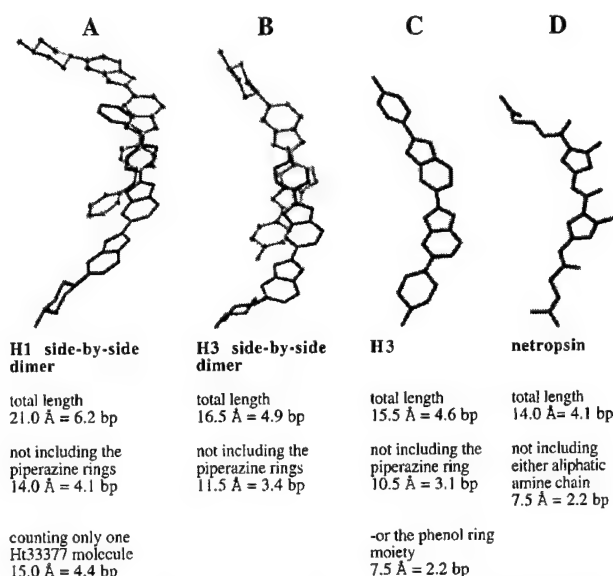 A
B
C
D
H1 side-by-side
dimer
total length
21.0 Å = 6.2 bp
not including the
piperazine rings
14.0 Å = 4.1 bp
counting only one
Ht33377 molecule
15.0 Å = 4.4 bp
H3 side-by-side
dimer
total length
16.5 Å = 4.9 bp
not including the
piperazine rings
11.5 Å = 3.4 bp
H3
total length
15.5 Å = 4.6 bp
not including the
piperazine ring
10.5 Å = 3.1 bp
-or the phenol ring
moiety
7.5 Å = 2.2 bp
netropsin
total length
14.0 Å= 4.1 bp
not including
either aliphatic
amine chain
7.5 Å = 2.2 bp